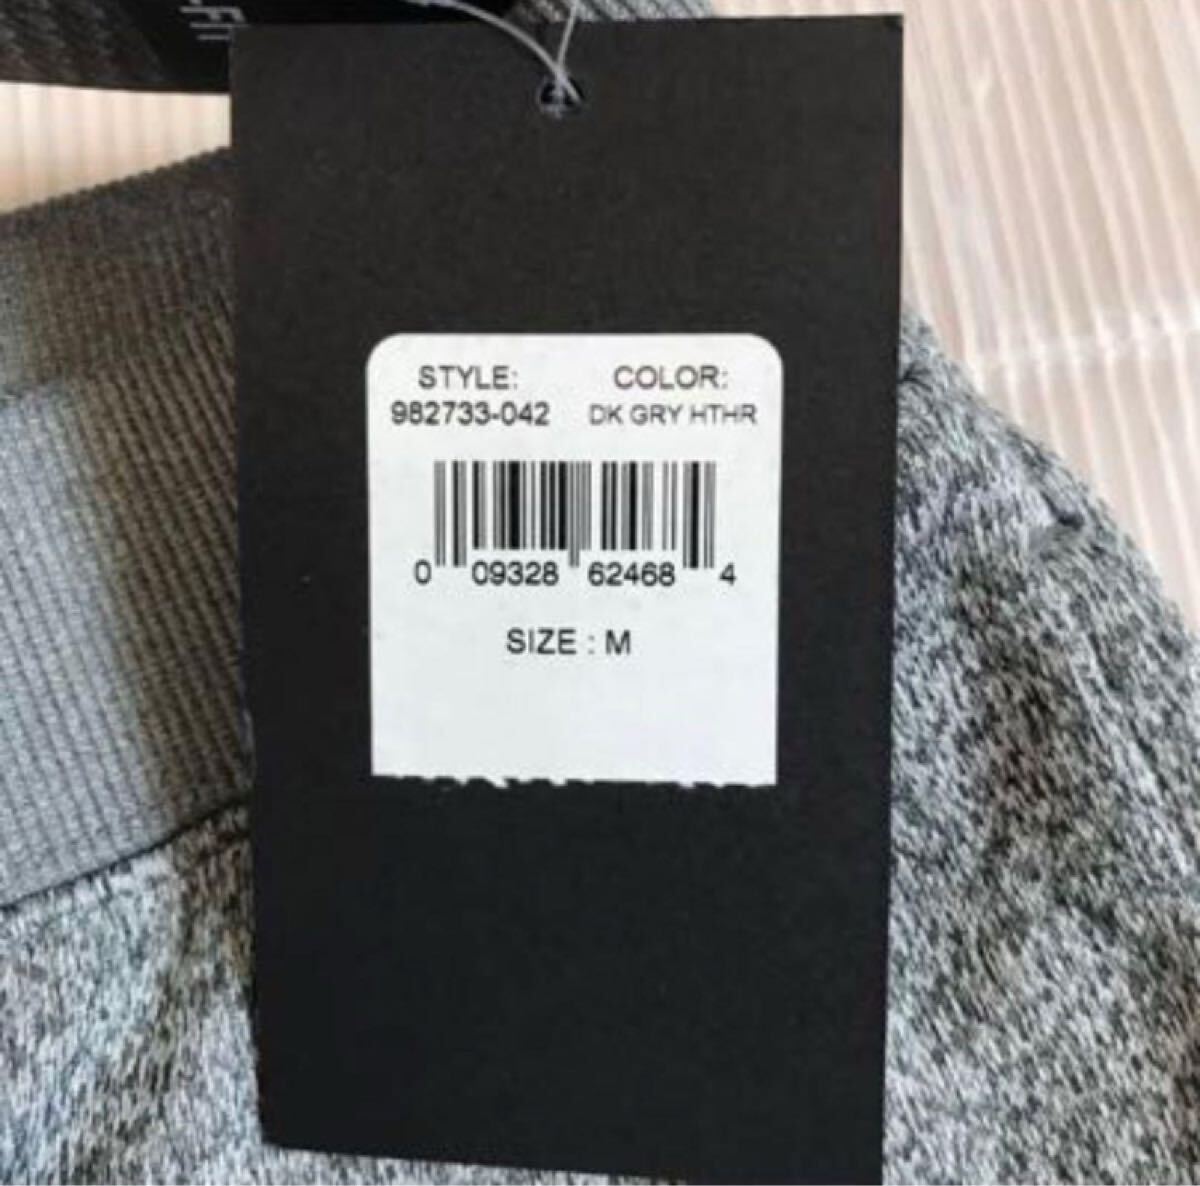 STYLE: COLOR:
982733-042 DK GRY HTHR
0 09328 62468 4
SIZE : M